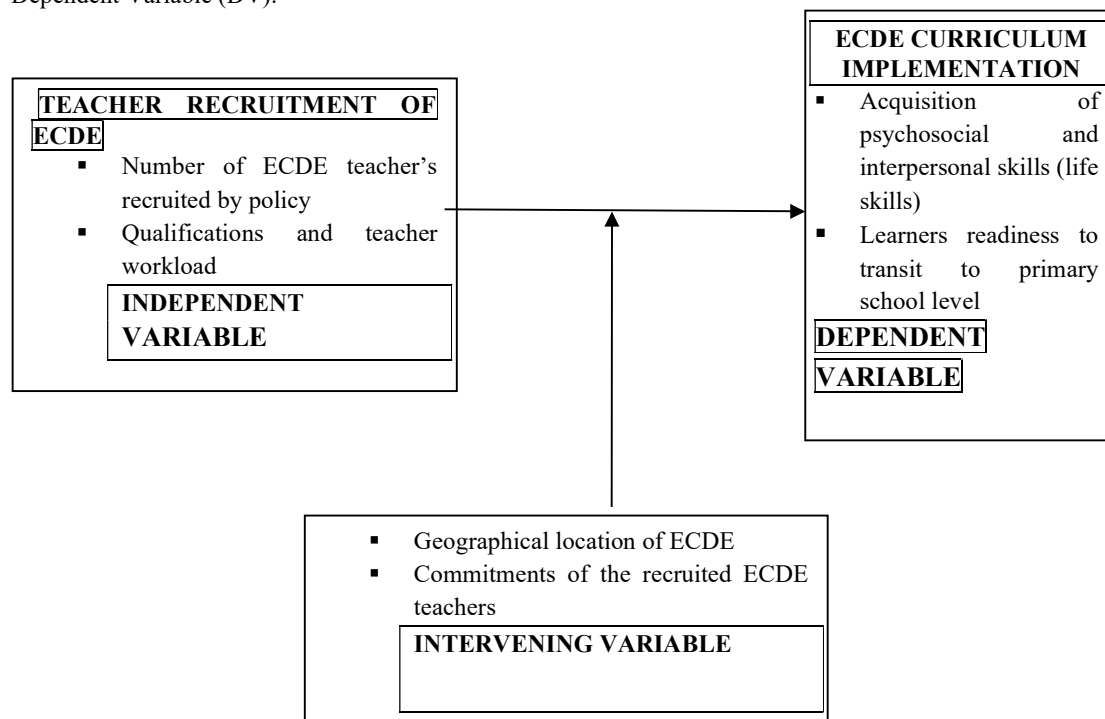 Dependent Variable (DV).
TEACHER RECRUITMENT OF
ECDE
▪ Number of ECDE teacher's
recruited by policy
▪ Qualifications and teacher
workload
INDEPENDENT
VARIABLE
ECDE CURRICULUM
IMPLEMENTATION
▪ Acquisition of
psychosocial and
interpersonal skills (life
skills)
▪ Learners readiness to
transit to primary
school level
DEPENDENT
VARIABLE
▪ Geographical location of ECDE
▪ Commitments of the recruited ECDE
teachers
INTERVENING VARIABLE